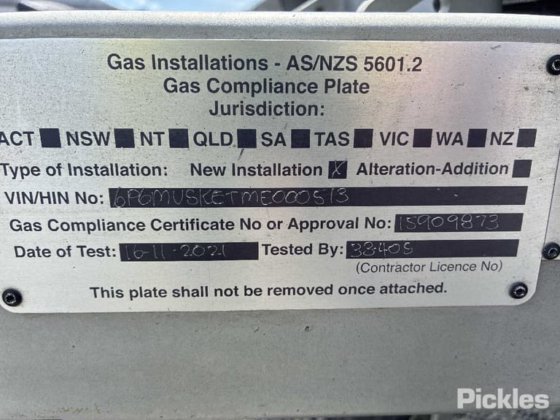 Gas Installations - AS/NZS 5601.2
Gas Compliance Plate
Jurisdiction:
ACT NSW NT QLD SA TAS VIC WA NZ
Type of Installation: New Installation X Alteration-Addition
VIN/HIN No: 6P6MUSKETME000513
Gas Compliance Certificate No or Approval No: 15909873
Date of Test: 16-11-2021 Tested By: 38405
(Contractor Licence No)
This plate shall not be removed once attached.
Pickles